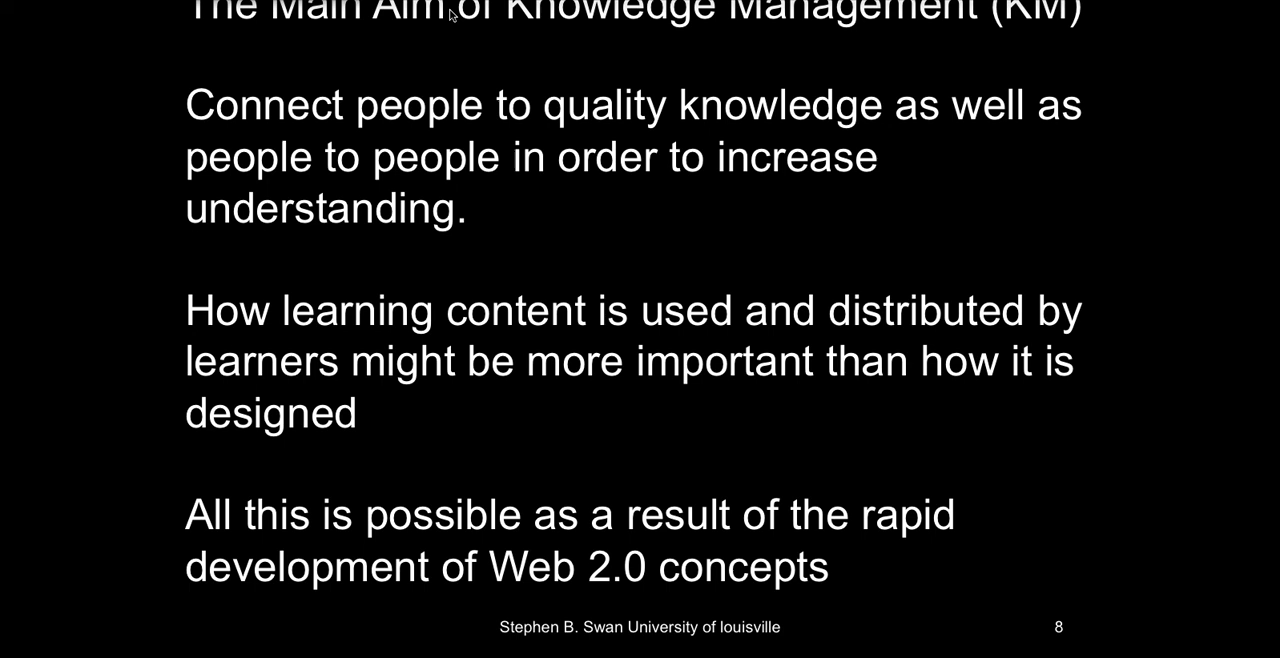 The Main Aim of Knowledge Management (KM)
Connect people to quality knowledge as well as
people to people in order to increase
understanding.
How learning content is used and distributed by
learners might be more important than how it is
designed
All this is possible as a result of the rapid
development of Web 2.0 concepts
Stephen B. Swan University of louisville
8